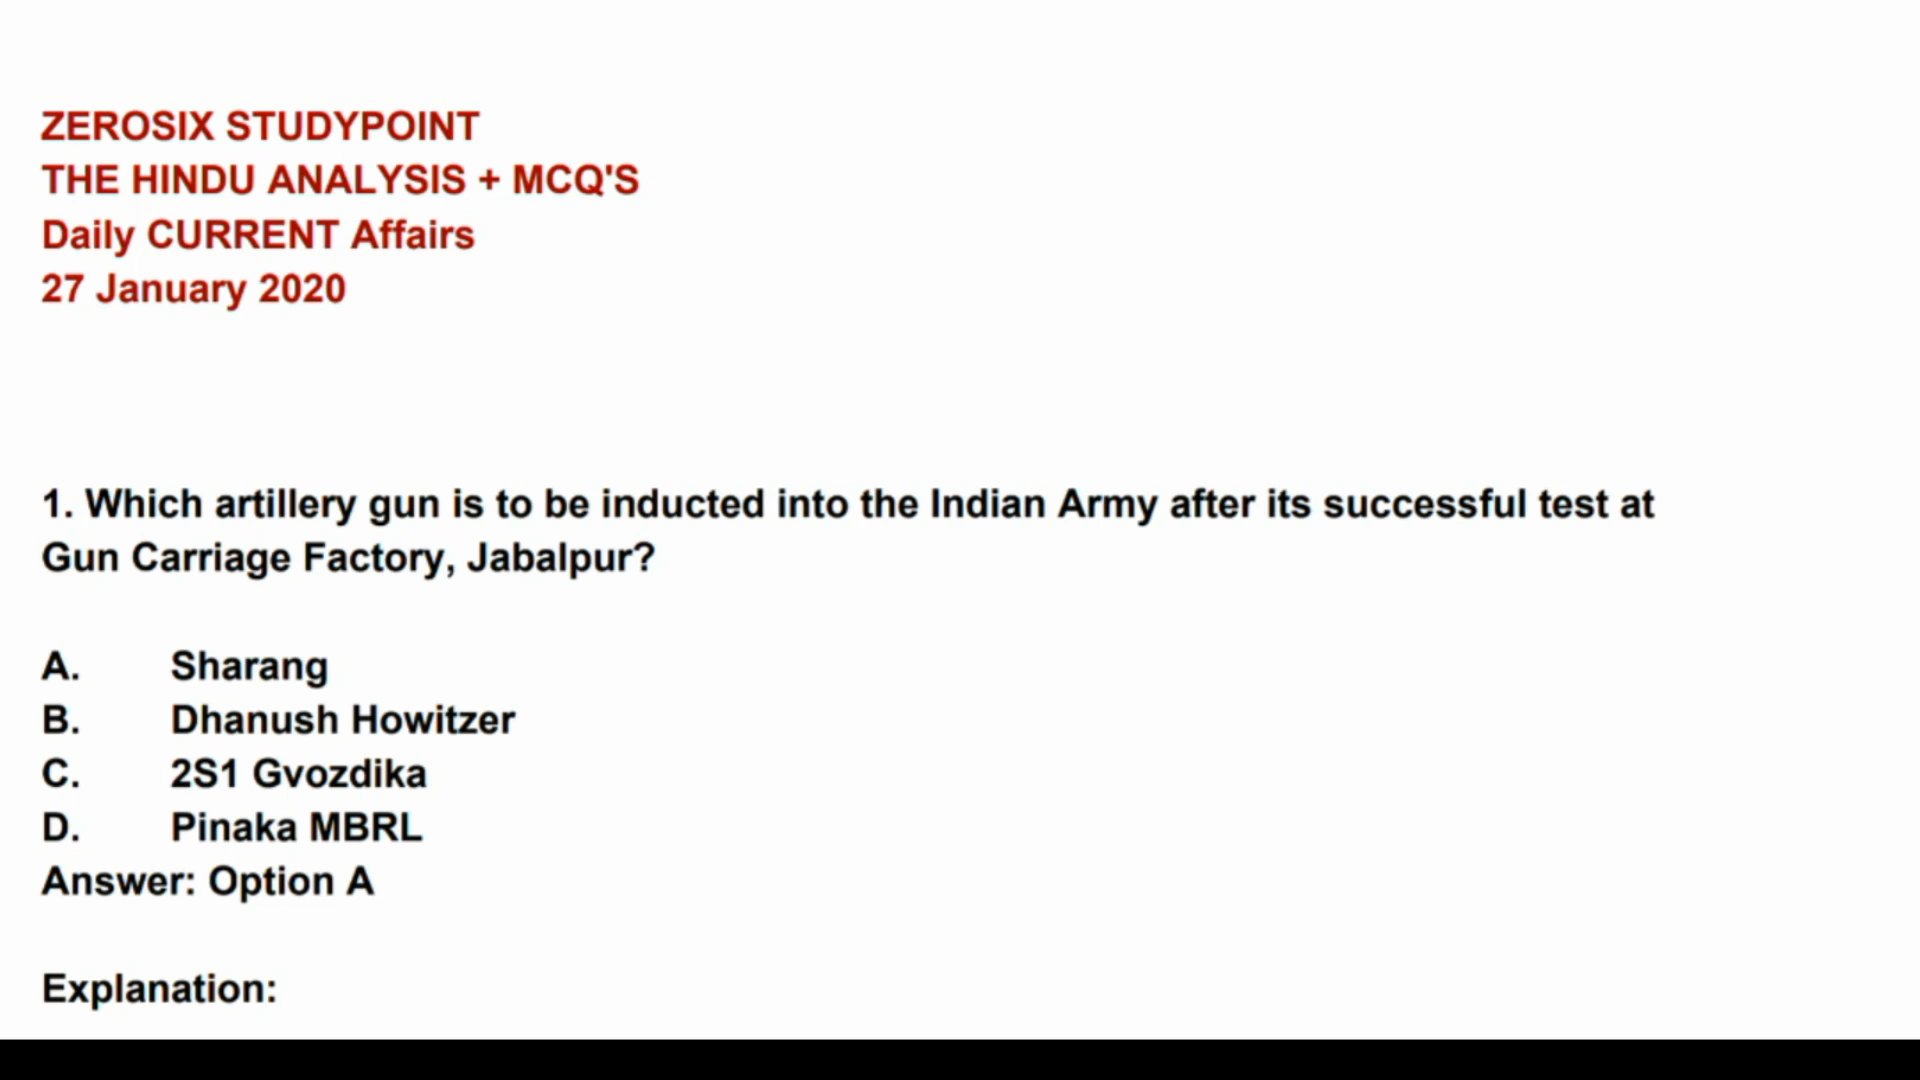 ZEROSIX STUDYPOINT
THE HINDU ANALYSIS + MCQ'S
Daily CURRENT Affairs
27 January 2020
1. Which artillery gun is to be inducted into the Indian Army after its successful test at
Gun Carriage Factory, Jabalpur?
A. Sharang
B. Dhanush Howitzer
C. 2S1 Gvozdika
D. Pinaka MBRL
Answer: Option A
Explanation: